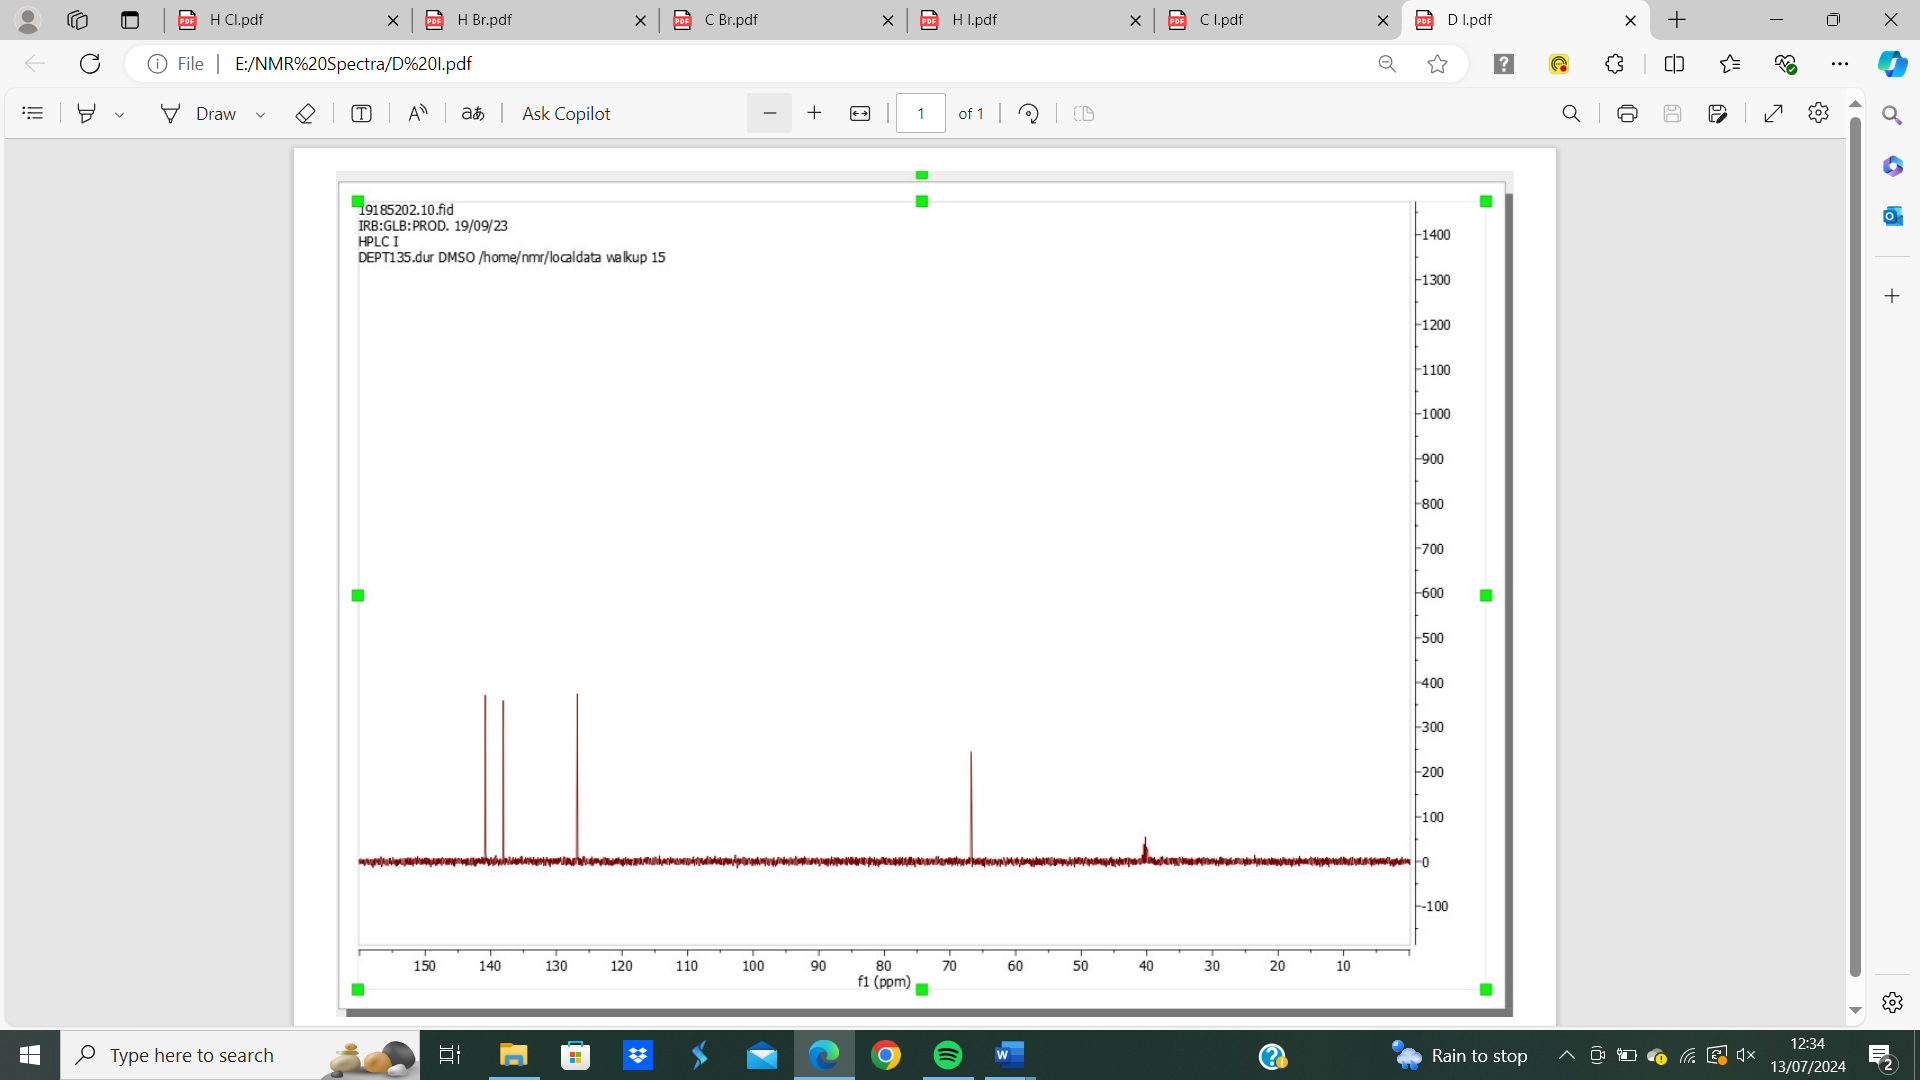 H Cl.pdf
H Br.pdf
C Br.pdf
H I.pdf
C I.pdf
D I.pdf
File
E:/NMR%20Spectra/D%20I.pdf
Draw
Ask Copilot
1 of 1
19185202.10.fid
IRB:GLB:PROD. 19/09/23
HPLC I
DEPT135.dur DMSO /home/nmr/localdata walkup 15
1400
1300
1200
1100
1000
900
800
700
600
500
400
300
200
100
0
-100
150 140 130 120 110 100 90 80 70 60 50 40 30 20 10
f1 (ppm)
Type here to search
Rain to stop
12:34
13/07/2024
2